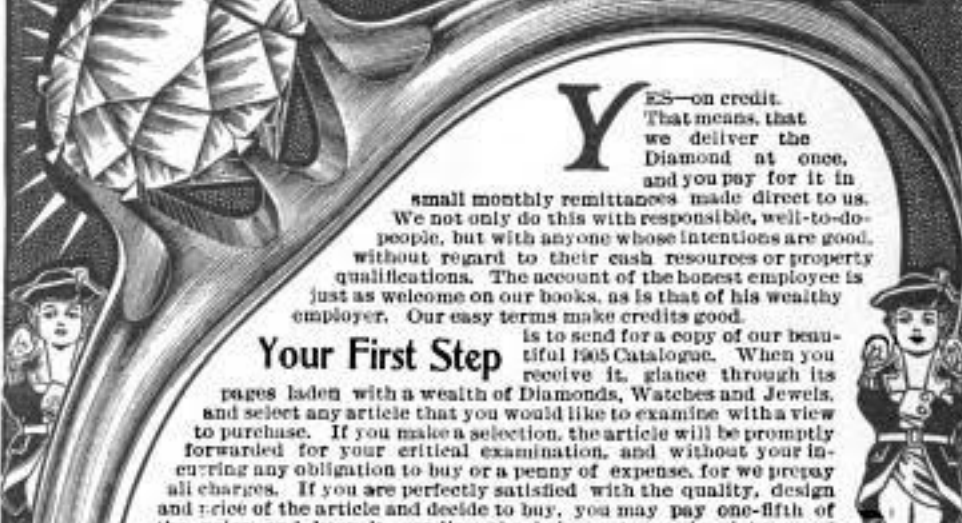 YES—on credit.
That means, that
we deliver the
Diamond at once,
and you pay for it in
small monthly remittances made direct to us.
We not only do this with responsible, well-to-do-
people, but with anyone whose intentions are good,
without regard to their cash resources or property
qualifications. The account of the honest employee is
just as welcome on our books, as is that of his wealthy
employer. Our easy terms make credits good.
Your First Step
is to send for a copy of our beau-
tiful 1905 Catalogue. When you
receive it, glance through its
pages laden with a wealth of Diamonds, Watches and Jewels,
and select any article that you would like to examine with a view
to purchase. If you make a selection, the article will be promptly
forwarded for your critical examination, and without your in-
curring any obligation to buy or a penny of expense, for we prepay
all charges. If you are perfectly satisfied with the quality, design
and price of the article and decide to buy, you may pay one-fifth of